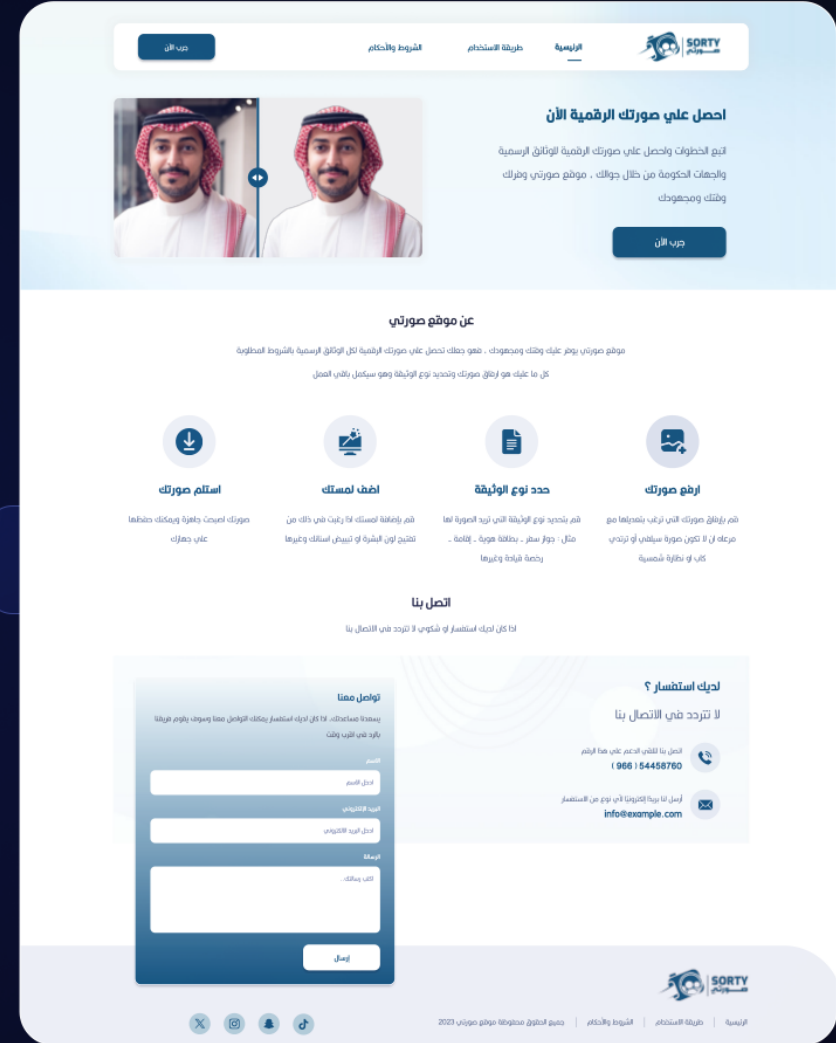 SORTY
صورتي
الرئيسية
طريقة الاستخدام
الشروط والأحكام
جرب الأن
احصل علي صورتك الرقمية الأن
اتبع الخطوات واحصل علي صورتك الرقمية للوثائق الرسمية
والجهات الحكومة من خلال جوالك ، موقع صورتي وفرلك
وقتك ومجهودك
جرب الأن
عن موقع صورتي
موقع صورتي يوفر عليك وقتك ومجهودك ، فهو جعلك تحصل علي صورتك الرقمية لكل الوثائق الرسمية بالشروط المطلوبة
كل ما عليك هو ارفاق صورتك وتحديد نوع الوثيقة وهو سيكمل باقي العمل
ارفع صورتك
قم بإرفاق صورتك التي ترغب بتعديلها مع
مرعاه ان لا تكون صورة سيلفي أو ترتدي
كاب او نظارة شمسية
حدد نوع الوثيقة
قم بتحديد نوع الوثيقة التي تريد الصورة لها
مثال : جواز سفر _ بطاقة هوية _ إقامة _
رخصة قيادة وغيرها
اضف لمستك
قم بإضافة لمستك اذا رغبت في ذلك من
تفتيح لون البشرة او تبييض اسنانك وغيرها
استلم صورتك
صورتك اصبحت جاهزة ويمكنك حفظها
علي جهازك
اتصل بنا
اذا كان لديك استفسار او شكوي لا تتردد في الاتصال بنا
لديك استفسار ؟
لا تتردد في الاتصال بنا
اتصل بنا لتلقي الدعم علي هذا الرقم
( 966 ) 54458760
أرسل لنا بريدًا إلكترونيًا لأي نوع من الاستفسار
info@example.com
تواصل معنا
يسعدنا مساعدتك، اذا كان لديك استفسار يمكنك التواصل معنا وسوف يقوم فريقنا
بالرد في اقرب وقت
الاسم
ادخل الاسم
البريد الإلكتروني
ادخل البريد الالكتروني
الرسالة
اكتب رسالتك...
إرسال
SORTY
صورتي
الرئيسية
طريقة الاستخدام
الشروط والأحكام
جميع الحقوق محفوظة موقع صورتي 2023